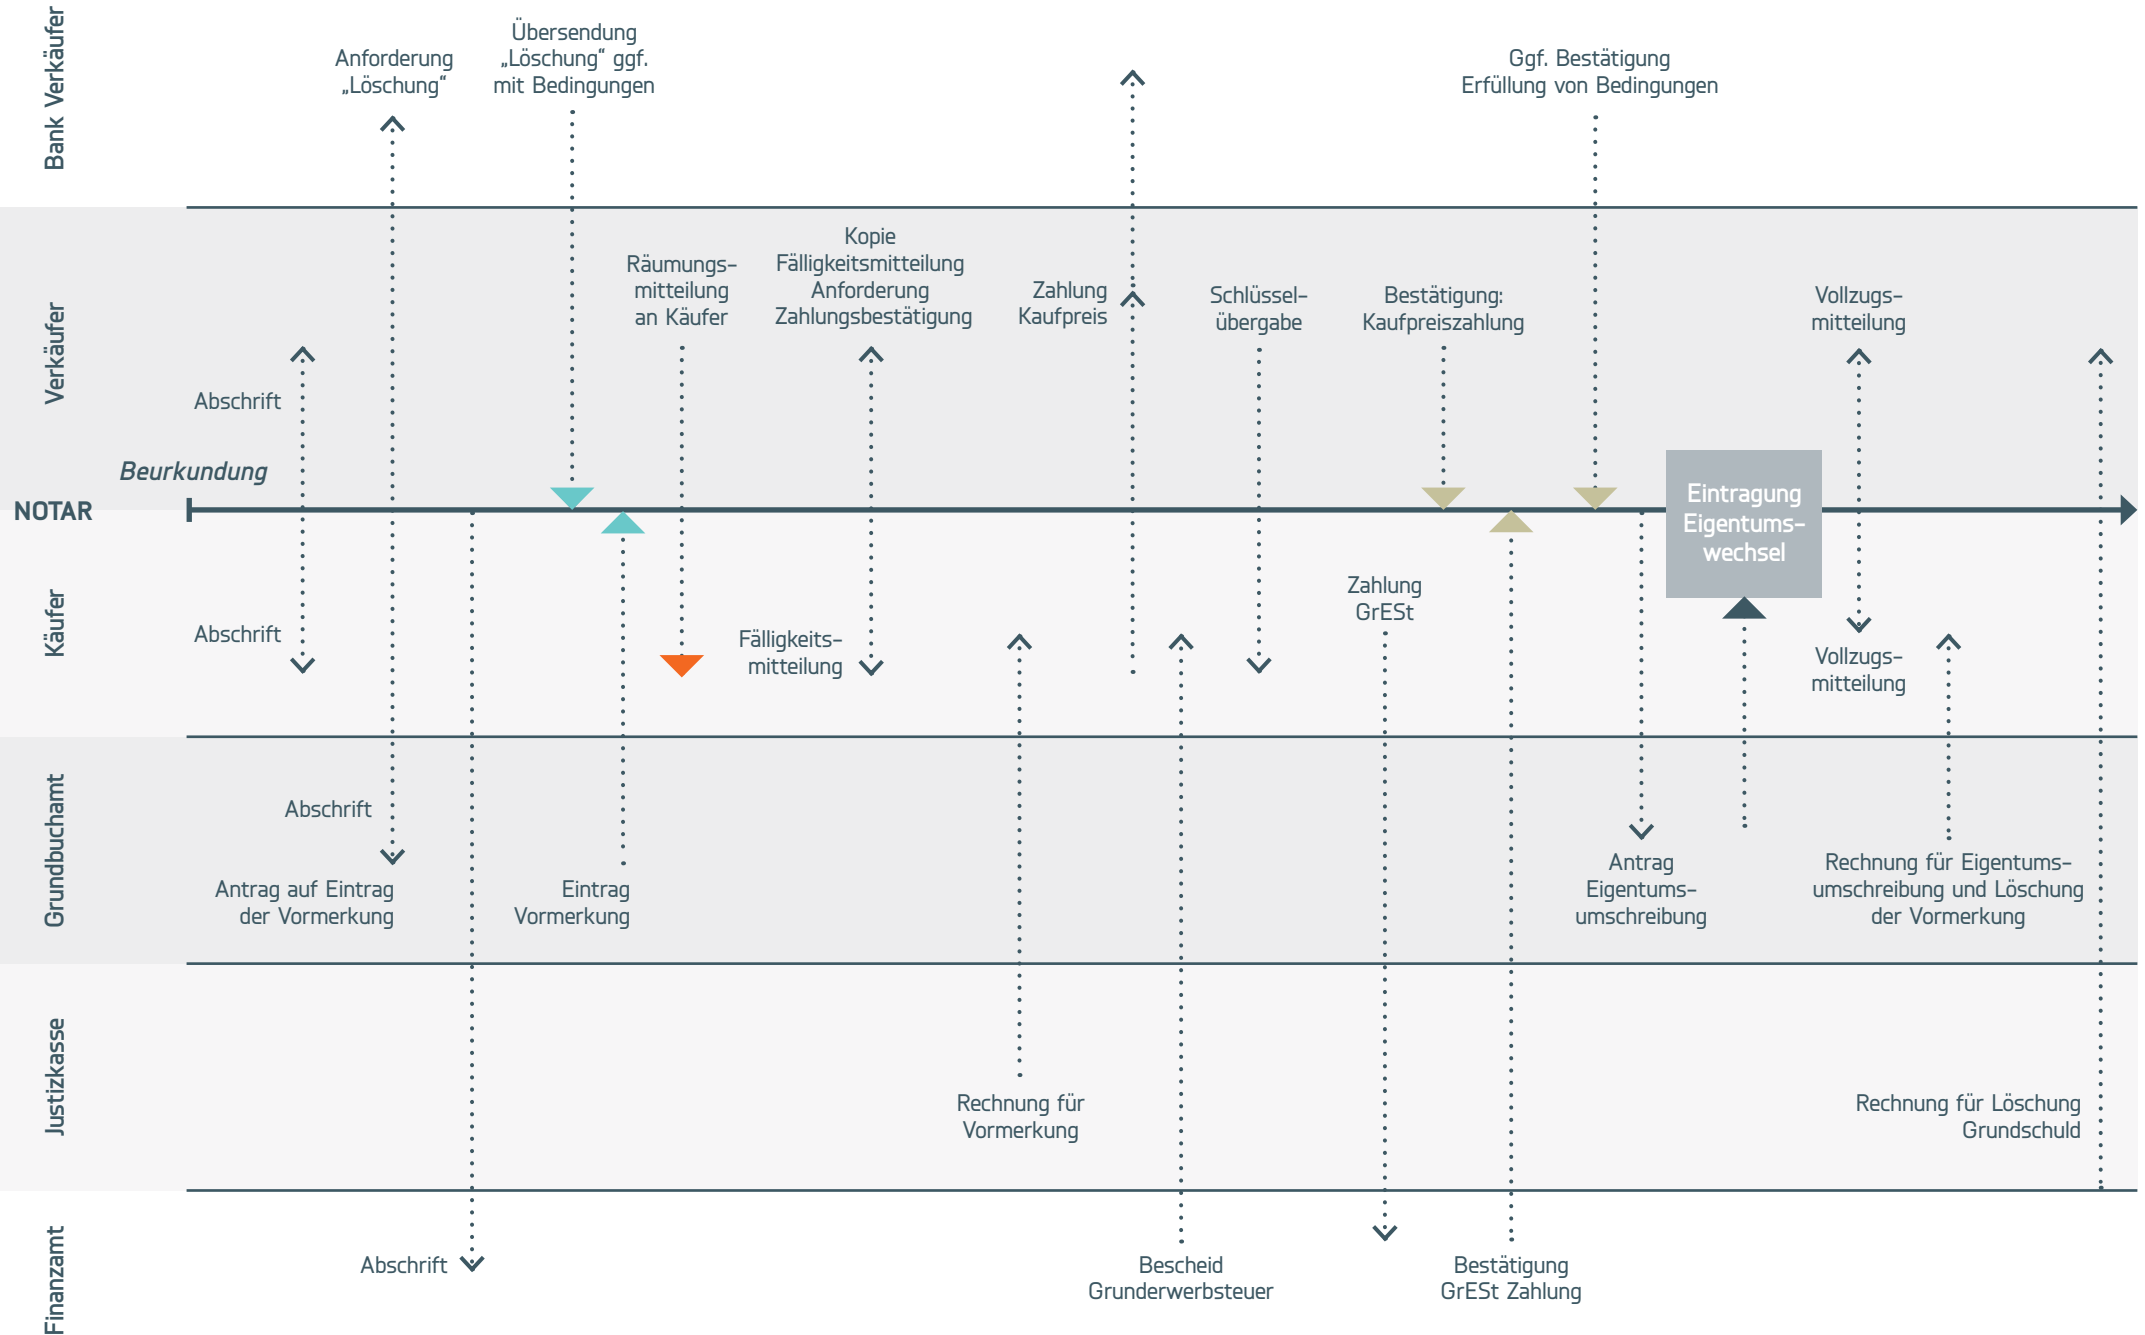 Bank Verkäufer
Anforderung
„Löschung“
Übersendung
„Löschung“ ggf.
mit Bedingungen
Ggf. Bestätigung
Erfüllung von Bedingungen
Verkäufer
Abschrift
Räumungs-
mitteilung
an Käufer
Kopie
Fälligkeitsmitteilung
Anforderung
Zahlungsbestätigung
Zahlung
Kaufpreis
Schlüssel-
übergabe
Bestätigung:
Kaufpreiszahlung
Vollzugs-
mitteilung
Beurkundung
NOTAR
Eintragung
Eigentums-
wechsel
Käufer
Abschrift
Fälligkeits-
mitteilung
Zahlung
GrESt
Vollzugs-
mitteilung
Grundbuchamt
Abschrift
Antrag auf Eintrag
der Vormerkung
Eintrag
Vormerkung
Antrag
Eigentums-
umschreibung
Rechnung für Eigentums-
umschreibung und Löschung
der Vormerkung
Justizkasse
Rechnung für
Vormerkung
Rechnung für Löschung
Grundschuld
Finanzamt
Abschrift
Bescheid
Grunderwerbsteuer
Bestätigung
GrESt Zahlung